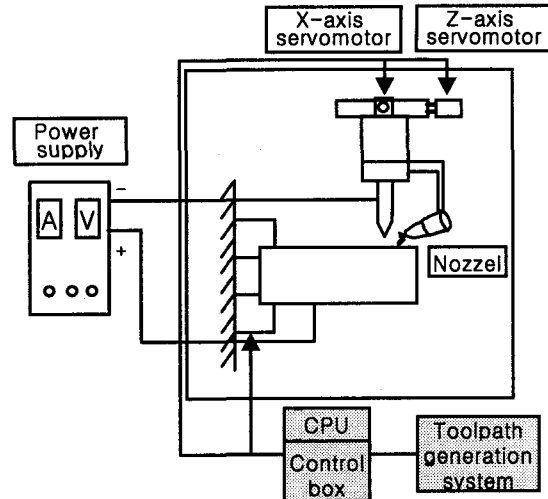 X-axis
servomotor
Z-axis
servomotor
Power
supply
−
A V
+
Nozzel
CPU
Control
box
Toolpath
generation
system